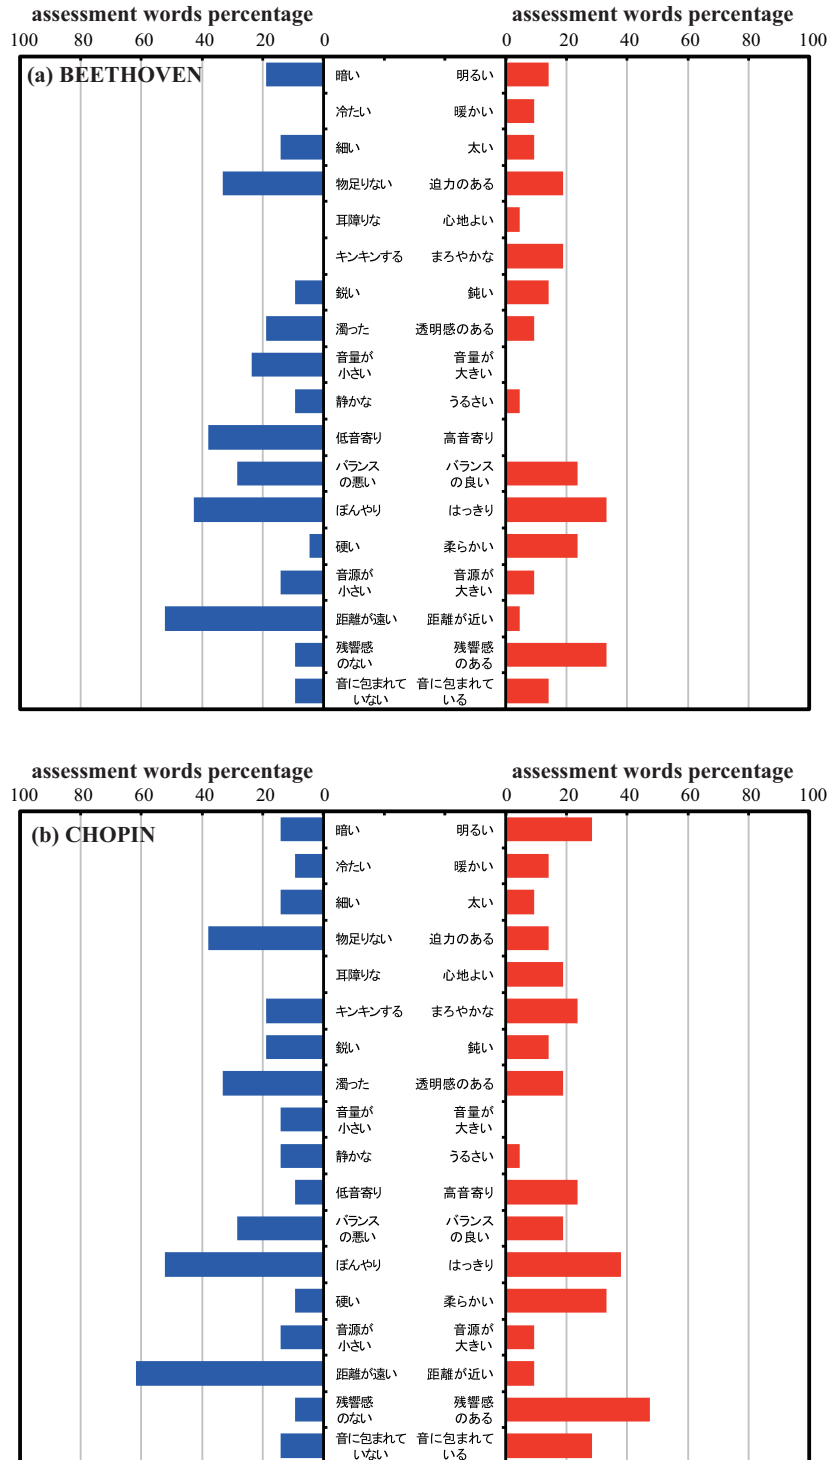 assessment words percentage assessment words percentage
100 80 60 40 20 0 0 20 40 60 80 100
(a) BEETHOVEN
暗い 明るい
冷たい 暖かい
細い 太い
物足りない 迫力のある
耳障りな 心地よい
キンキンする まろやかな
鋭い 鈍い
濁った 透明感のある
音量が 音量が
小さい 大きい
静かな うるさい
低音寄り 高音寄り
バランス バランス
の悪い の良い
ぼんやり はっきり
硬い 柔らかい
音源が 音源が
小さい 大きい
距離が遠い 距離が近い
残響感 残響感
のない のある
音に包まれて 音に包まれて
いない いる
assessment words percentage assessment words percentage
100 80 60 40 20 0 0 20 40 60 80 100
(b) CHOPIN
暗い 明るい
冷たい 暖かい
細い 太い
物足りない 迫力のある
耳障りな 心地よい
キンキンする まろやかな
鋭い 鈍い
濁った 透明感のある
音量が 音量が
小さい 大きい
静かな うるさい
低音寄り 高音寄り
バランス バランス
の悪い の良い
ぼんやり はっきり
硬い 柔らかい
音源が 音源が
小さい 大きい
距離が遠い 距離が近い
残響感 残響感
のない のある
音に包まれて 音に包まれて
いない いる